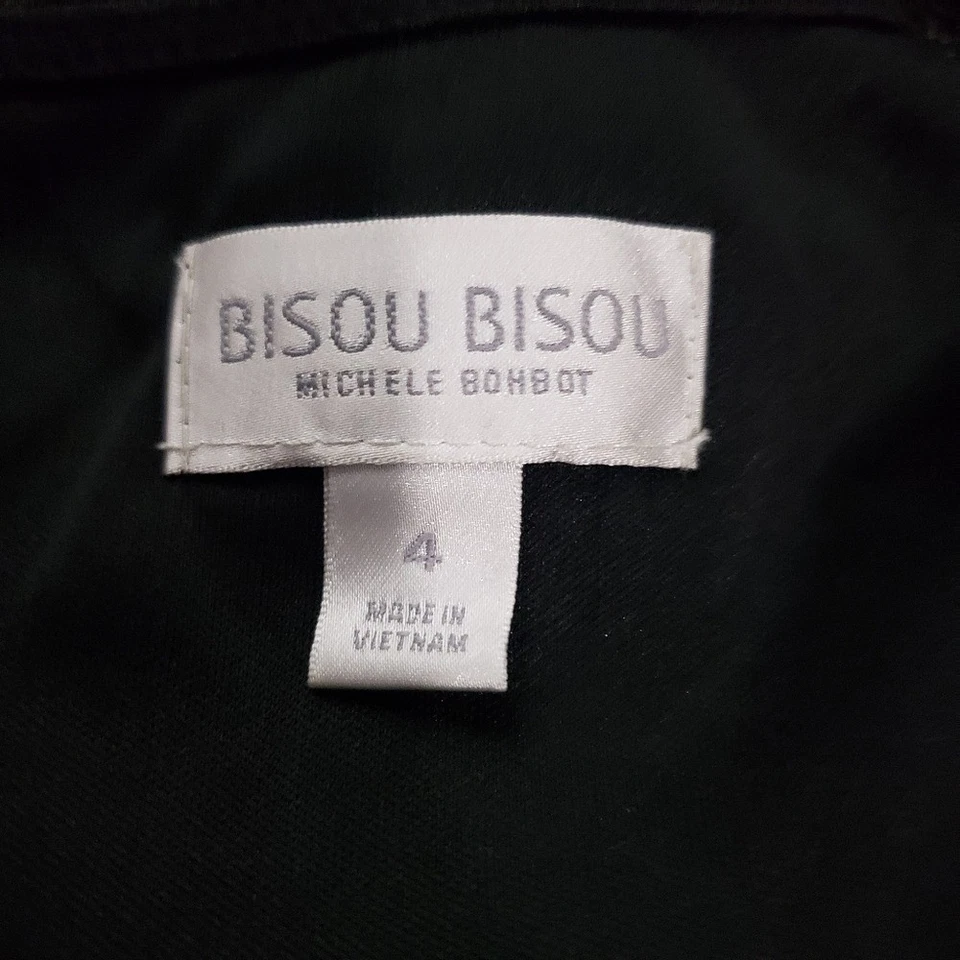 BISOU BISOU
MICHELE BOHBOT
4
MADE IN
VIETNAM